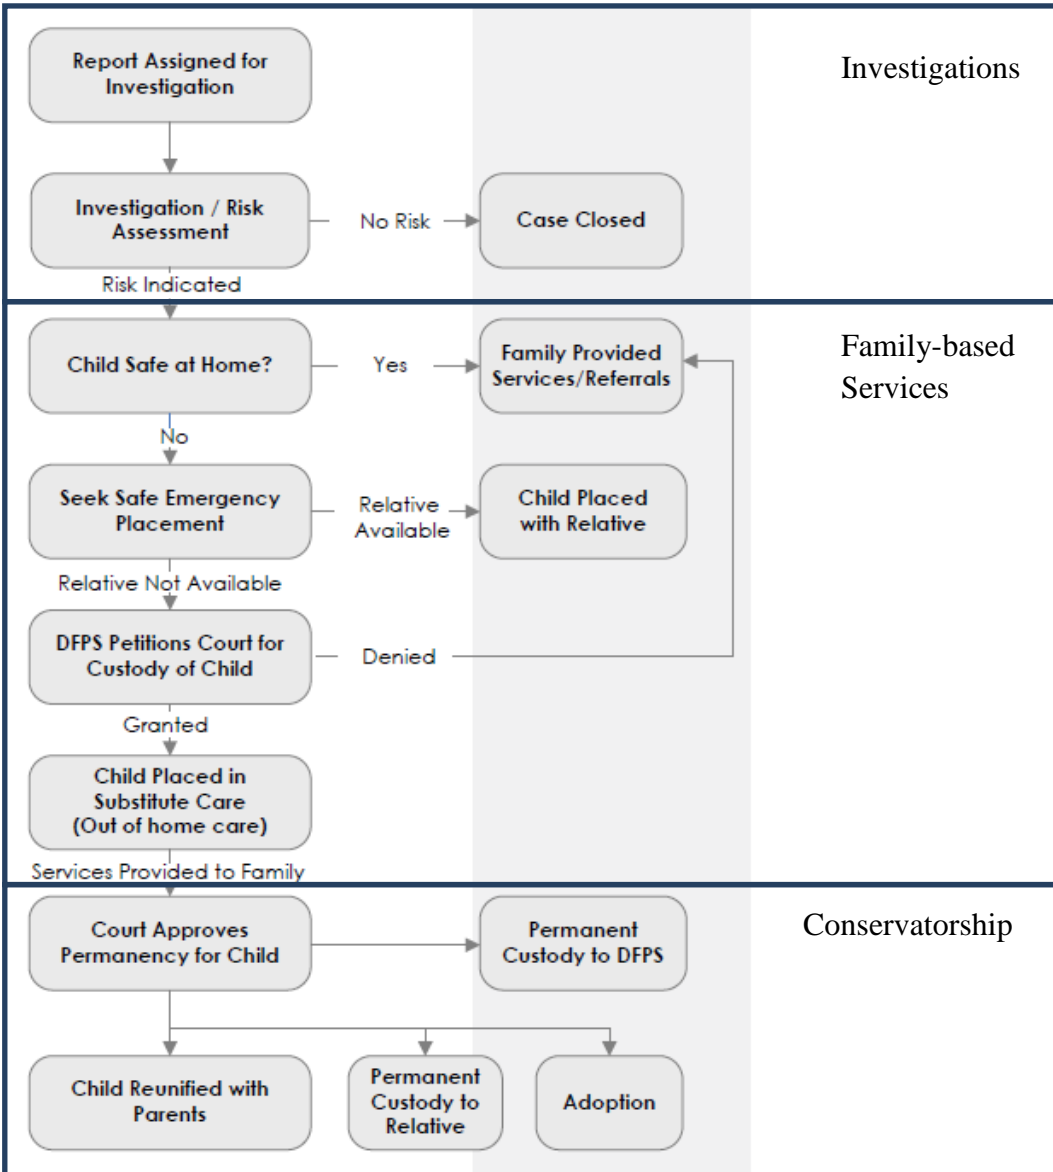 Report Assigned for
Investigation
Investigations
Investigation / Risk
Assessment
No Risk
Case Closed
Risk Indicated
Child Safe at Home?
Yes
Family Provided
Services/Referrals
Family-based
Services
No
Seek Safe Emergency
Placement
Relative
Available
Child Placed
with Relative
Relative Not Available
DFPS Petitions Court for
Custody of Child
Denied
Granted
Child Placed in
Substitute Care
(Out of home care)
Services Provided to Family
Court Approves
Permanency for Child
Permanent
Custody to DFPS
Conservatorship
Child Reunified with
Parents
Permanent
Custody to
Relative
Adoption